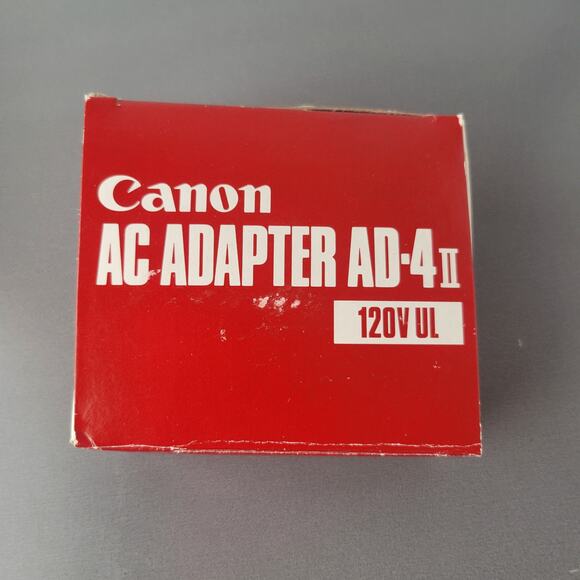 Canon
AC ADAPTER AD-4II
120V UL